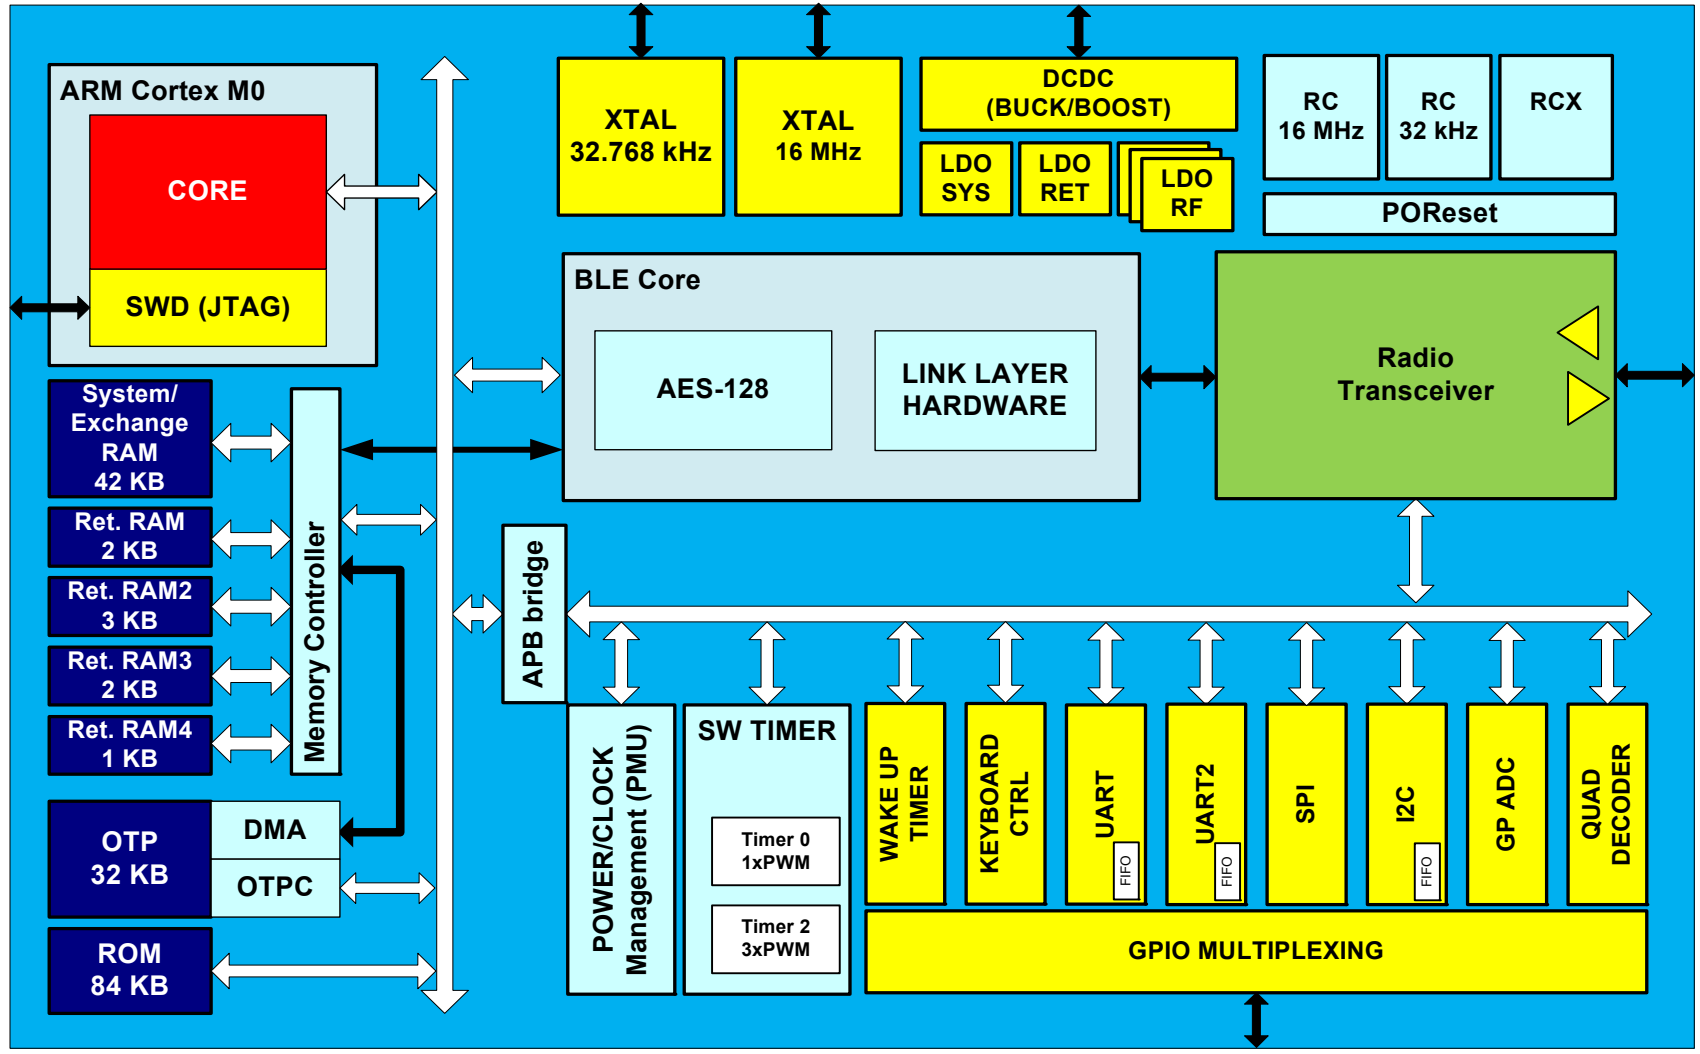 ARM Cortex M0
CORE
SWD (JTAG)
XTAL
32.768 kHz
XTAL
16 MHz
DCDC
(BUCK/BOOST)
LDO
SYS
LDO
RET
LDO
RF
RC
16 MHz
RC
32 kHz
RCX
POReset
BLE Core
AES-128
LINK LAYER
HARDWARE
Radio
Transceiver
System/
Exchange
RAM
42 KB
Ret. RAM
2 KB
Ret. RAM2
3 KB
Ret. RAM3
2 KB
Ret. RAM4
1 KB
Memory Controller
OTP
32 KB
DMA
OTPC
ROM
84 KB
APB bridge
POWER/CLOCK
Management (PMU)
SW TIMER
Timer 0
1xPWM
Timer 2
3xPWM
WAKE UP
TIMER
KEYBOARD
CTRL
UART
FIFO
UART2
FIFO
SPI
I2C
FIFO
GP ADC
QUAD
DECODER
GPIO MULTIPLEXING